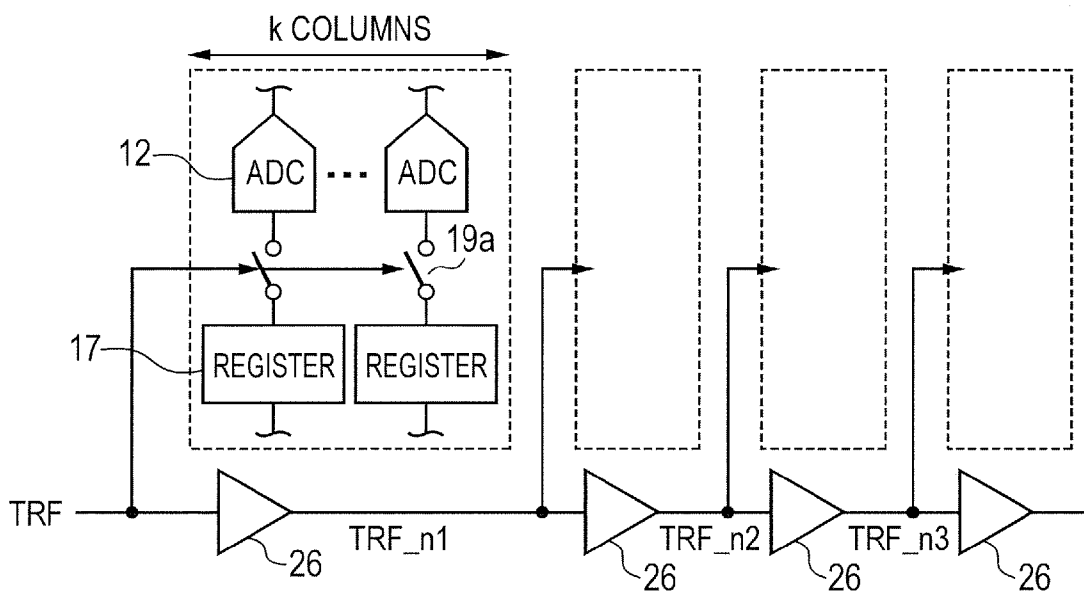 k COLUMNS
12
ADC ... ADC
19a
17
REGISTER REGISTER
TRF
TRF_n1 TRF_n2 TRF_n3
26 26 26 26